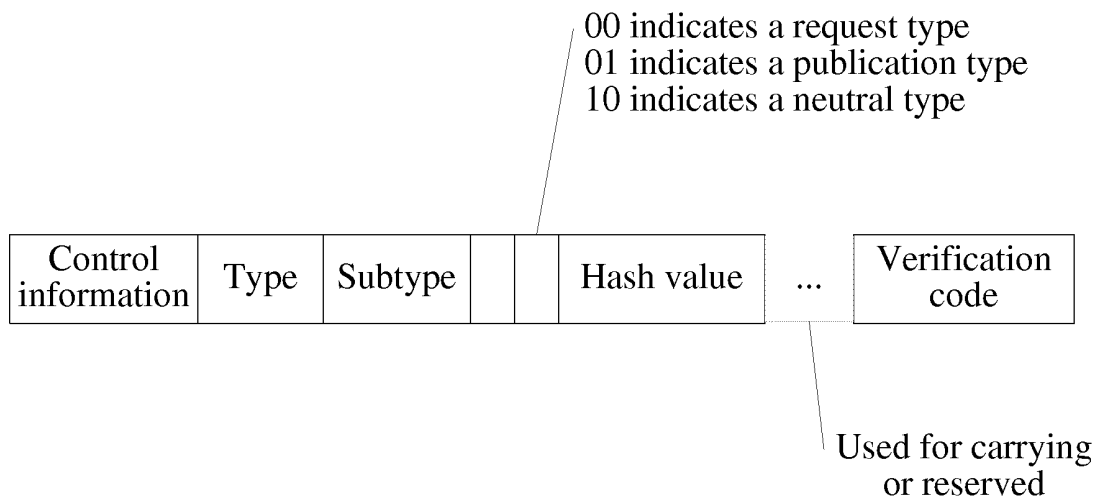 00 indicates a request type
01 indicates a publication type
10 indicates a neutral type
Control
information
Type
Subtype
Hash value
...
Verification
code
Used for carrying
or reserved